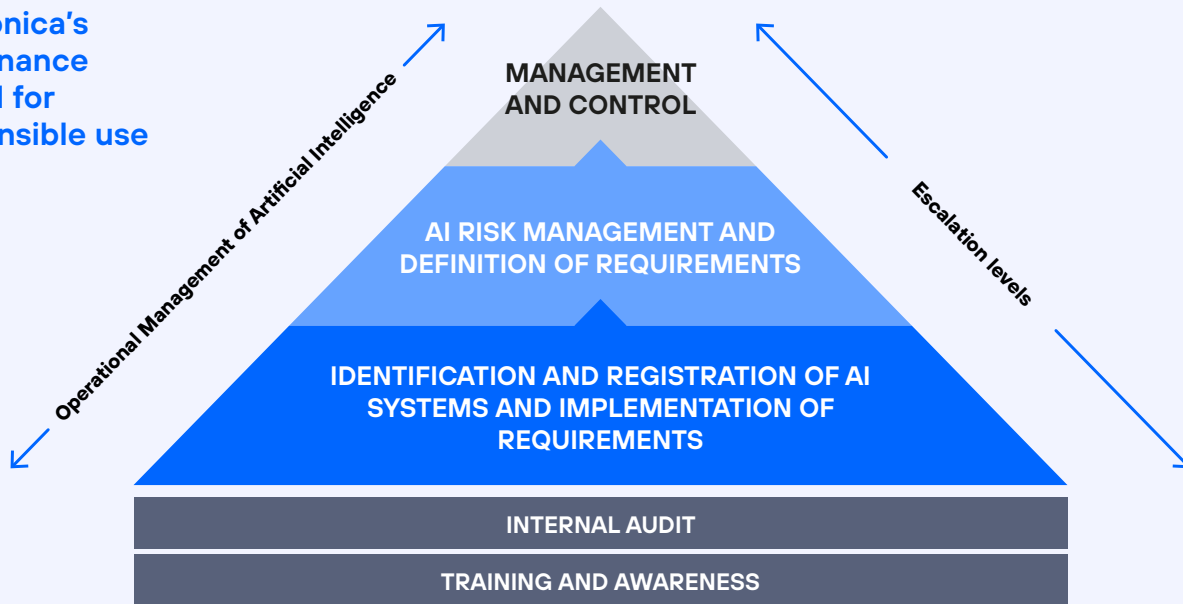 onica’s
nance
l for
nsible use
MANAGEMENT
AND CONTROL
Operational Management of Artificial Intelligence
Escalation levels
AI RISK MANAGEMENT AND
DEFINITION OF REQUIREMENTS
IDENTIFICATION AND REGISTRATION OF AI
SYSTEMS AND IMPLEMENTATION OF
REQUIREMENTS
INTERNAL AUDIT
TRAINING AND AWARENESS